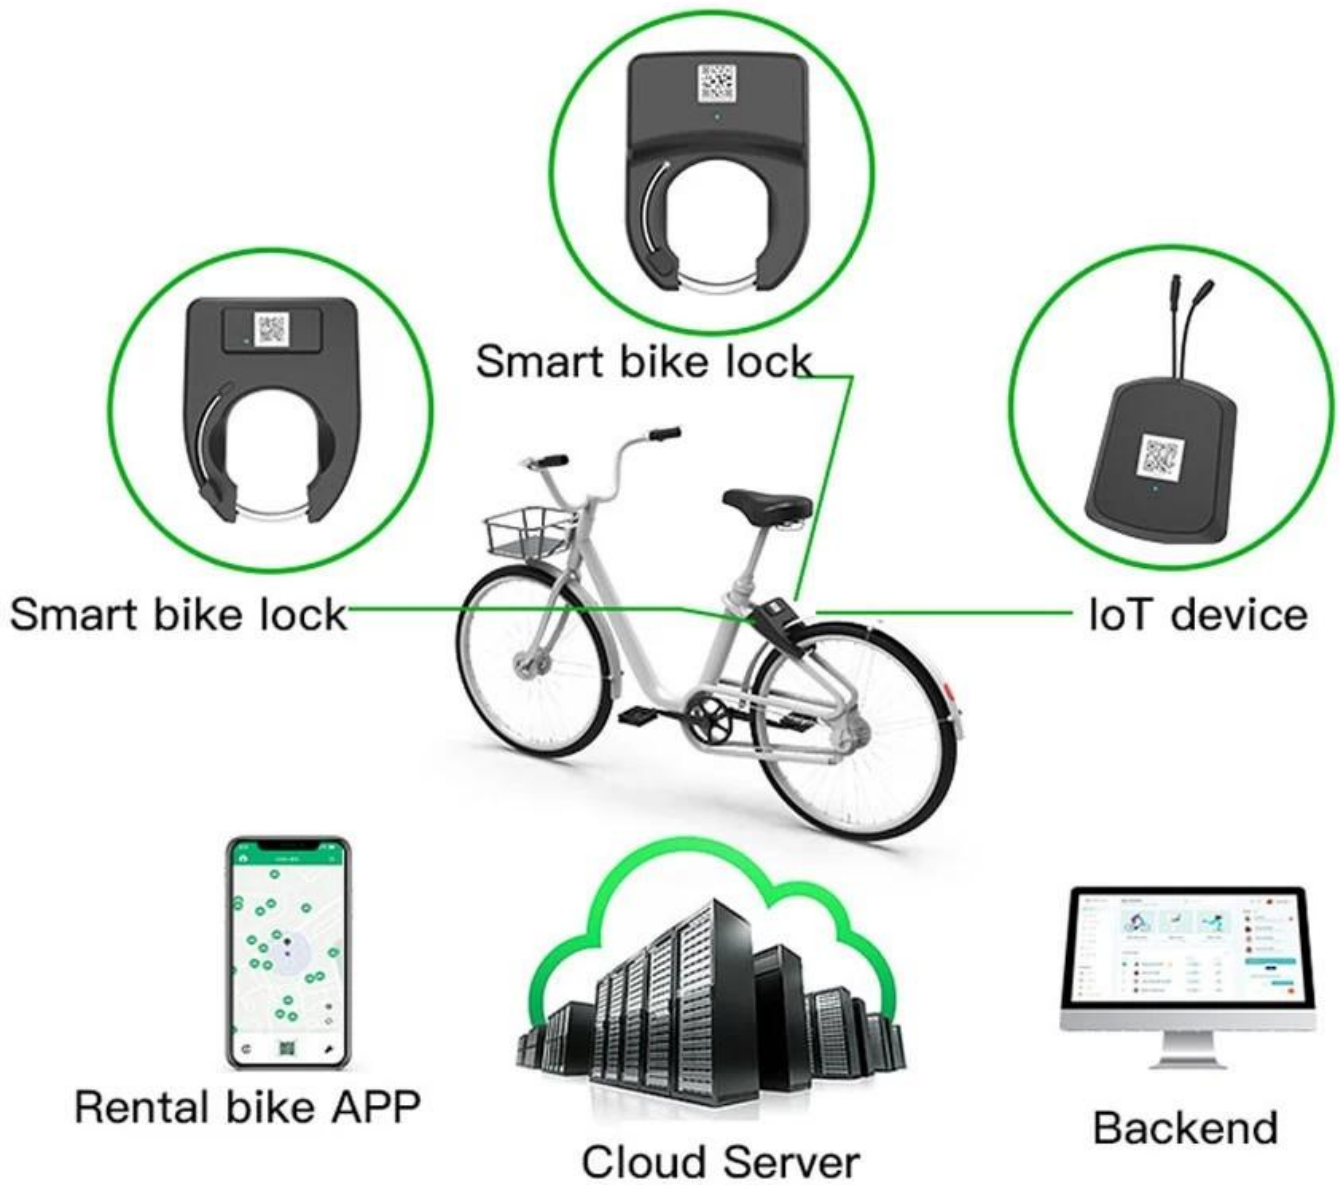 Smart bike lock
Smart bike lock
IoT device
Rental bike APP
Cloud Server
Backend